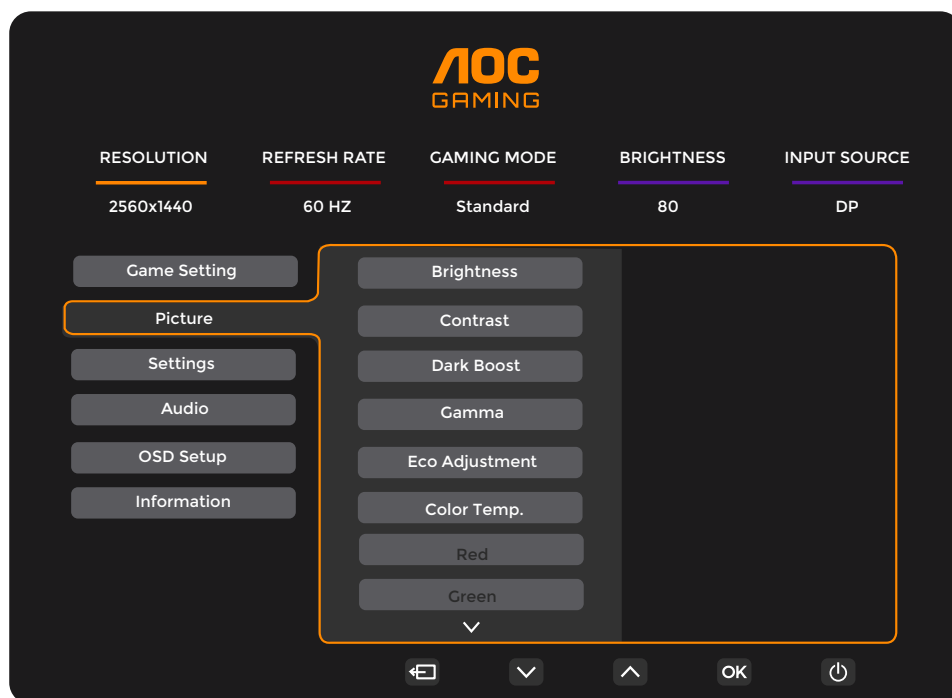 AOC
GAMING
RESOLUTION REFRESH RATE GAMING MODE BRIGHTNESS INPUT SOURCE
2560x1440 60 HZ Standard 80 DP
Game Setting
Picture
Settings
Audio
OSD Setup
Information
Brightness
Contrast
Dark Boost
Gamma
Eco Adjustment
Color Temp.
Red
Green
OK